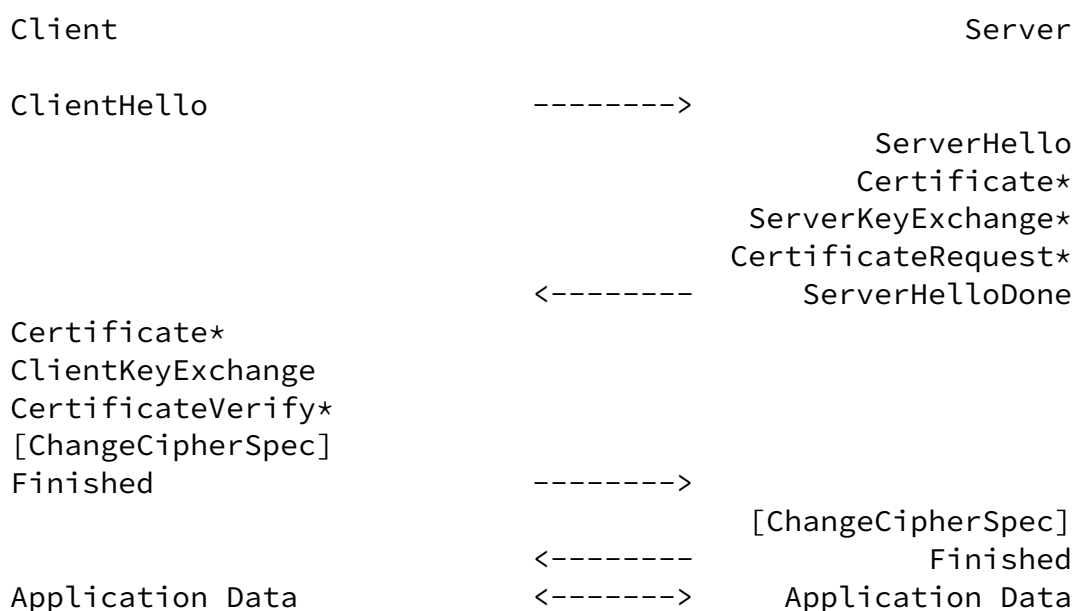 Client                                               Server

ClientHello                  -------->
                                                ServerHello
                                               Certificate*
                                         ServerKeyExchange*
                                        CertificateRequest*
                             <--------      ServerHelloDone
Certificate*
ClientKeyExchange
CertificateVerify*
[ChangeCipherSpec]
Finished                     -------->
                                         [ChangeCipherSpec]
                             <--------             Finished
Application Data             <------->     Application Data